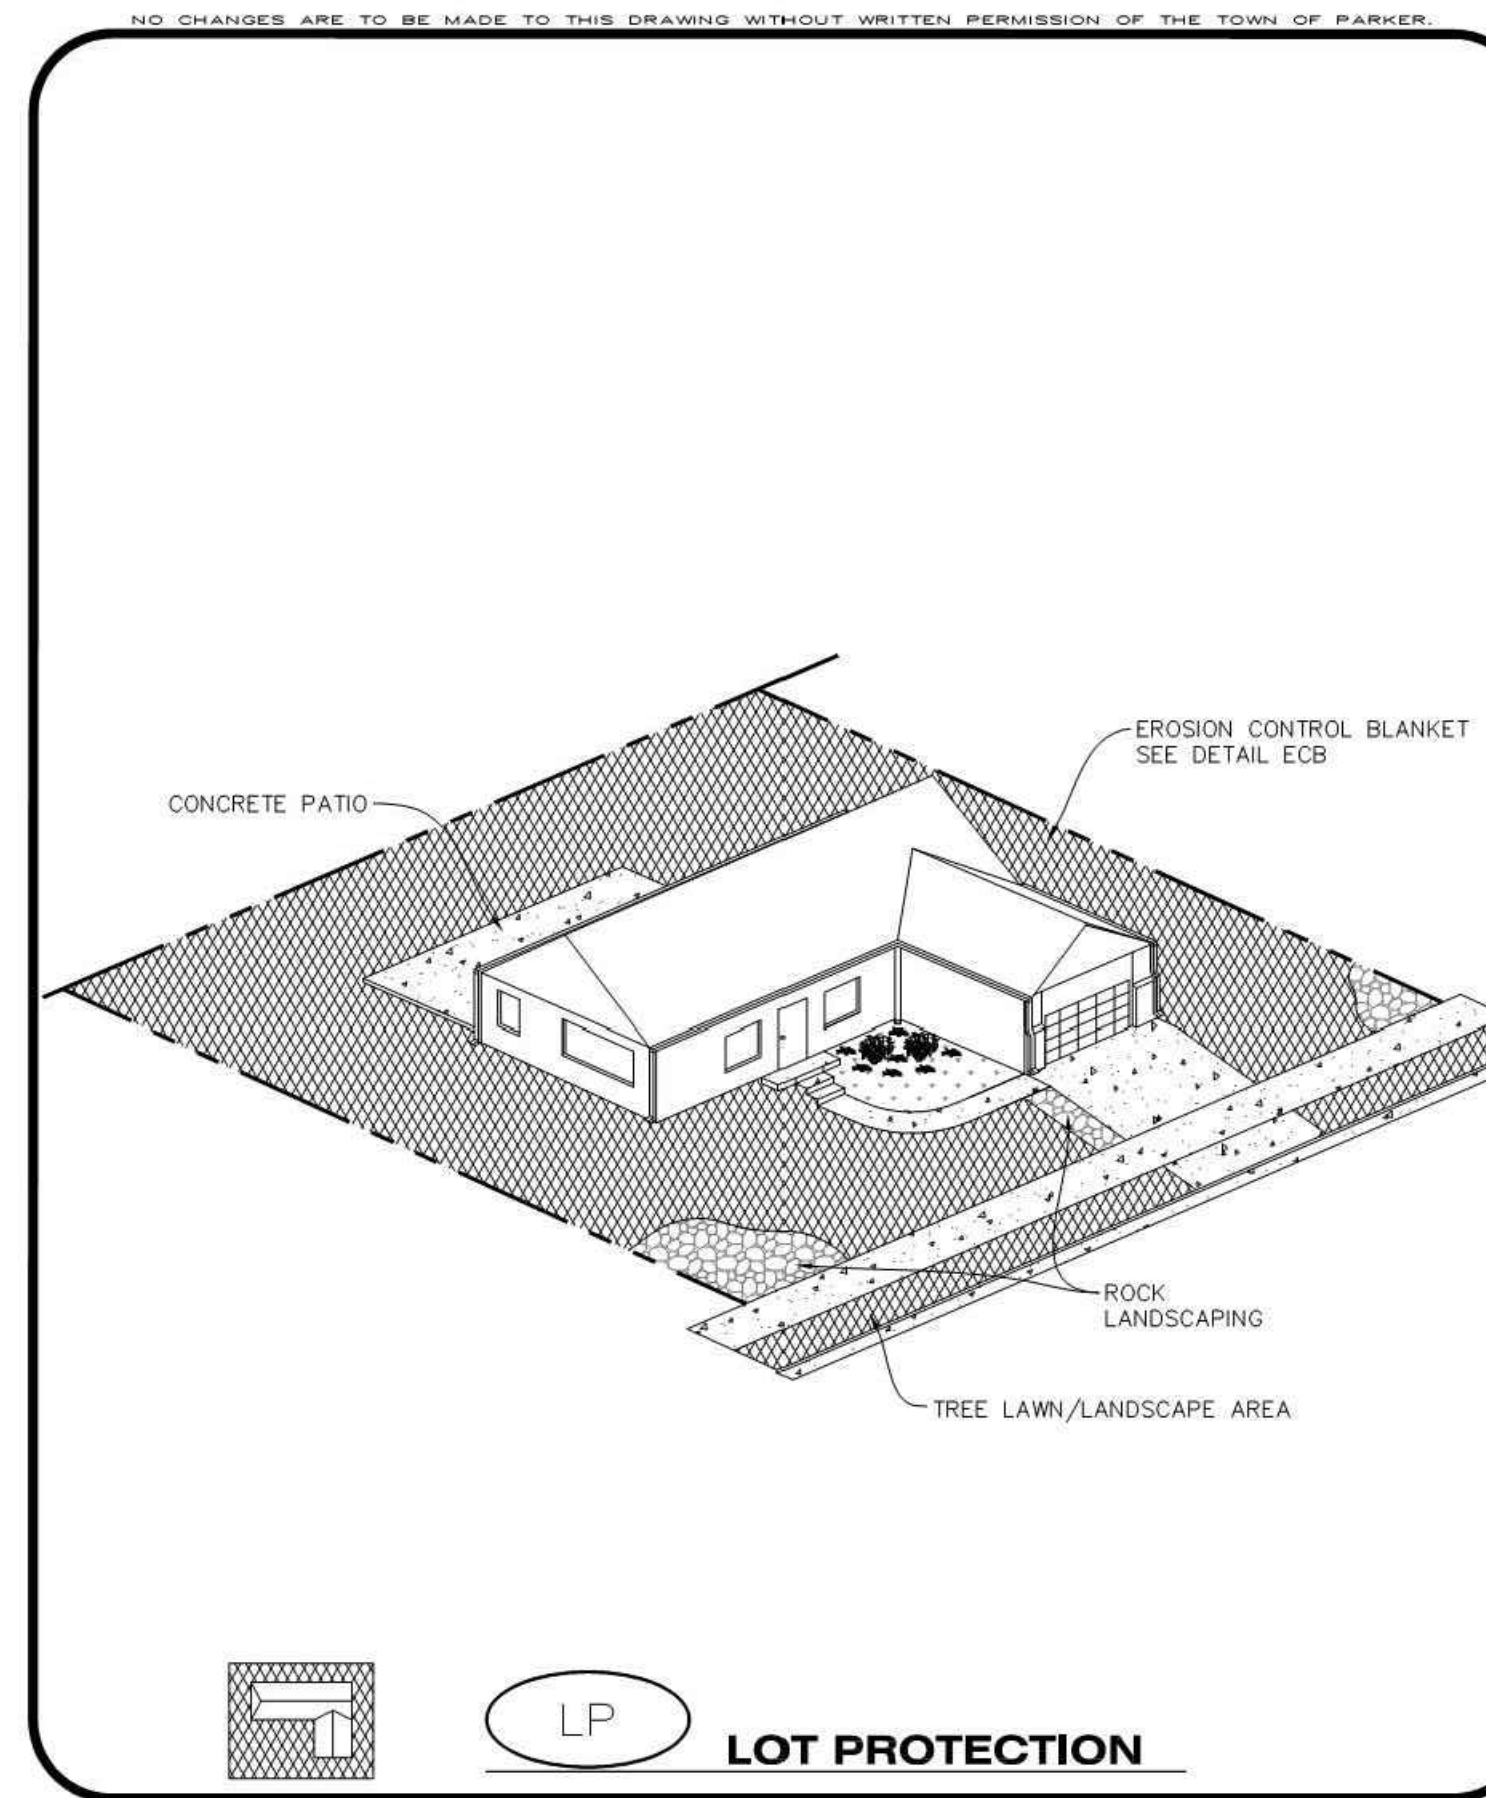 NO CHANGES ARE TO BE MADE TO THIS DRAWING WITHOUT WRITTEN PERMISSION OF THE TOWN OF PARKER.
EROSION CONTROL BLANKET
SEE DETAIL ECB
CONCRETE PATIO
ROCK
LANDSCAPING
TREE LAWN/LANDSCAPE AREA
LP
LOT PROTECTION